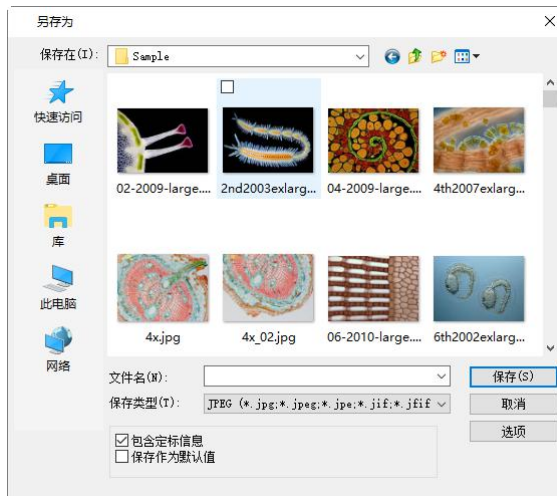 另存为
保存在(I):
Sample
快速访问
桌面
库
此电脑
网络
02-2009-large....
2nd2003exlarg...
04-2009-large....
4th2007exlarg...
4x.jpg
4x_02.jpg
06-2010-large....
6th2002exlarg...
文件名(N):
保存(S)
保存类型(T):
JPEG (*.jpg;*.jpeg;*.jpe;*.jif;*.jfif
取消
选项
包含定标信息
保存作为默认值